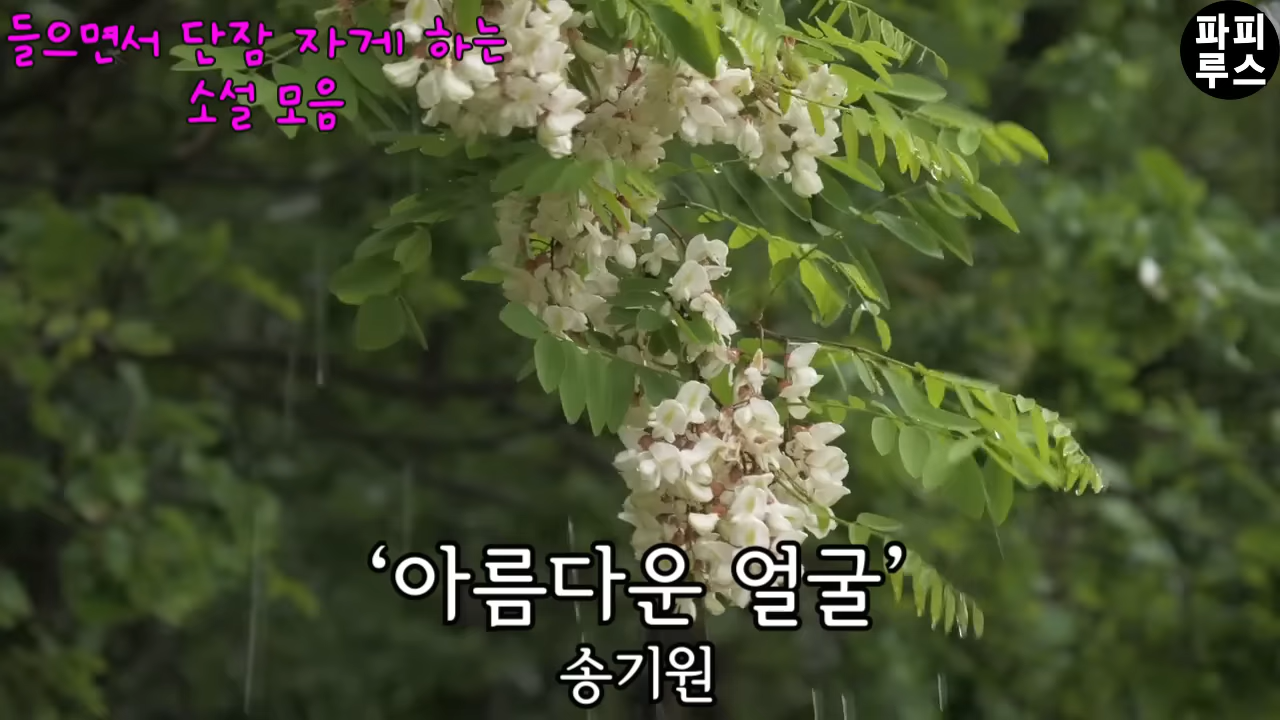 들으면서 단잠 자게 하는
소설 모음
파피
루스
‘아름다운 얼굴’
송기원